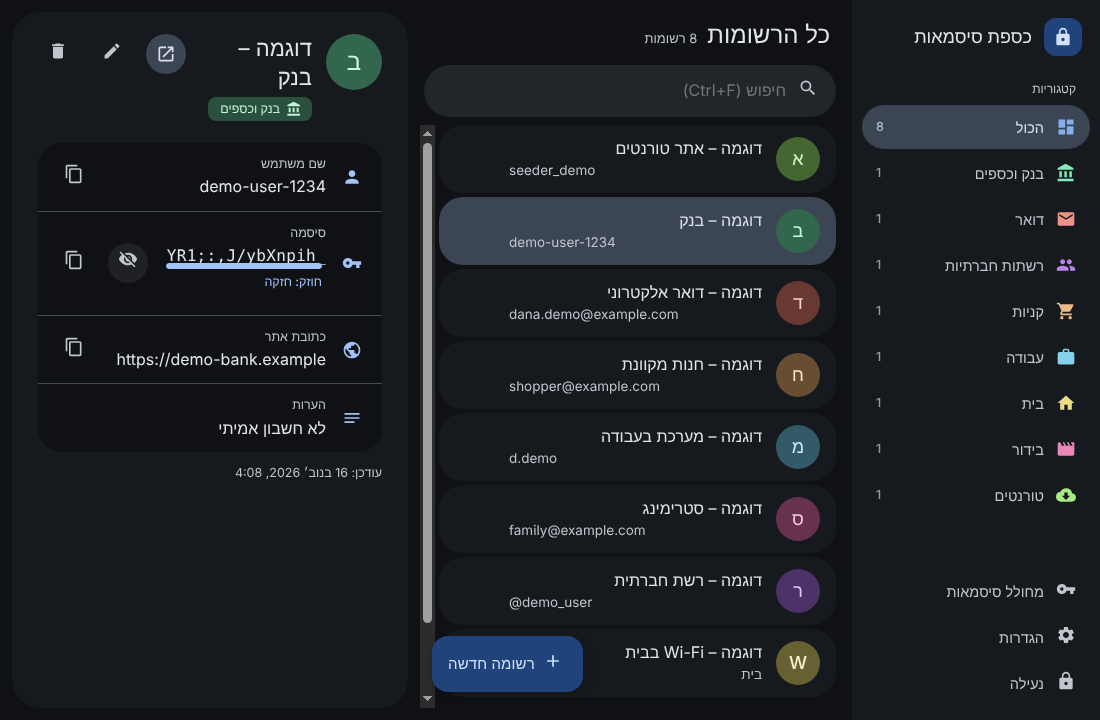 כספת סיסמאות
קטגוריות
הכול 8
בנק וכספים 1
דואר 1
רשתות חברתיות 1
קניות 1
עבודה 1
בית 1
בידור 1
טורנטים 1
מחולל סיסמאות
הגדרות
נעילה
כל הרשומות 8 רשומות
חיפוש (Ctrl+F)
א
דוגמה – אתר טורנטים
seeder_demo
ב
דוגמה – בנק
demo-user-1234
ד
דוגמה – דואר אלקטרוני
dana.demo@example.com
ח
דוגמה – חנות מקוונת
shopper@example.com
מ
דוגמה – מערכת בעבודה
d.demo
ס
דוגמה – סטרימינג
family@example.com
ר
דוגמה – רשת חברתית
@demo_user
W
דוגמה – Wi-Fi בבית
בית
רשומה חדשה
ב
דוגמה –
בנק
בנק וכספים
שם משתמש
demo-user-1234
סיסמה
YR1;:,J/ybXnpih_
חוזק: חזקה
כתובת אתר
https://demo-bank.example
הערות
לא חשבון אמיתי
עודכן: 16 בנוב׳ 2026, 4:08